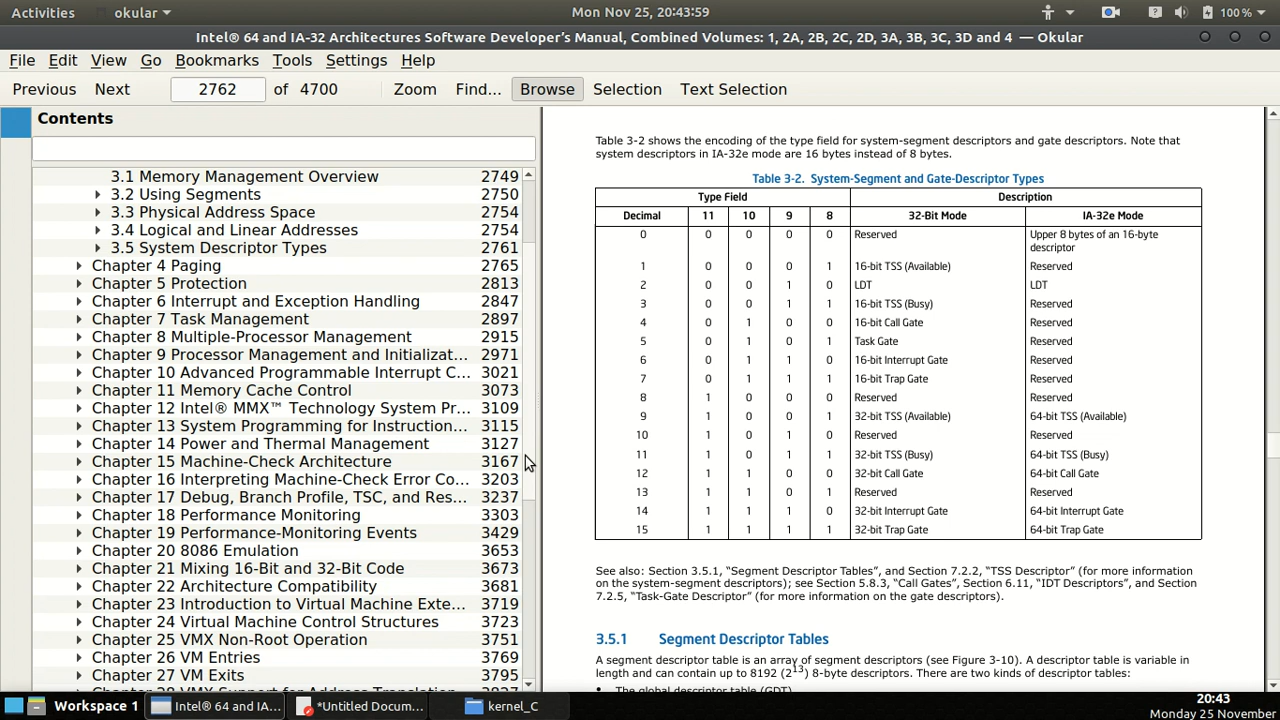 Activities okular Mon Nov 25, 20:43:59 100 %
Intel® 64 and IA-32 Architectures Software Developer’s Manual, Combined Volumes: 1, 2A, 2B, 2C, 2D, 3A, 3B, 3C, 3D and 4 — Okular
File Edit View Go Bookmarks Tools Settings Help
Previous Next 2762 of 4700 Zoom Find... Browse Selection Text Selection
Contents
3.1 Memory Management Overview 2749
3.2 Using Segments 2750
3.3 Physical Address Space 2754
3.4 Logical and Linear Addresses 2754
3.5 System Descriptor Types 2761
Chapter 4 Paging 2765
Chapter 5 Protection 2813
Chapter 6 Interrupt and Exception Handling 2847
Chapter 7 Task Management 2897
Chapter 8 Multiple-Processor Management 2915
Chapter 9 Processor Management and Initializat... 2971
Chapter 10 Advanced Programmable Interrupt C... 3021
Chapter 11 Memory Cache Control 3073
Chapter 12 Intel® MMX™ Technology System Pr... 3109
Chapter 13 System Programming for Instruction... 3115
Chapter 14 Power and Thermal Management 3127
Chapter 15 Machine-Check Architecture 3167
Chapter 16 Interpreting Machine-Check Error Co... 3203
Chapter 17 Debug, Branch Profile, TSC, and Res... 3237
Chapter 18 Performance Monitoring 3303
Chapter 19 Performance-Monitoring Events 3429
Chapter 20 8086 Emulation 3653
Chapter 21 Mixing 16-Bit and 32-Bit Code 3673
Chapter 22 Architecture Compatibility 3681
Chapter 23 Introduction to Virtual Machine Exte... 3719
Chapter 24 Virtual Machine Control Structures 3723
Chapter 25 VMX Non-Root Operation 3751
Chapter 26 VM Entries 3769
Chapter 27 VM Exits 3795
Table 3-2 shows the encoding of the type field for system-segment descriptors and gate descriptors. Note that
system descriptors in IA-32e mode are 16 bytes instead of 8 bytes.
Table 3-2. System-Segment and Gate-Descriptor Types
Type Field Description
Decimal 11 10 9 8 32-Bit Mode IA-32e Mode
0 0 0 0 0 Reserved Upper 8 bytes of an 16-byte
descriptor
1 0 0 0 1 16-bit TSS (Available) Reserved
2 0 0 1 0 LDT LDT
3 0 0 1 1 16-bit TSS (Busy) Reserved
4 0 1 0 0 16-bit Call Gate Reserved
5 0 1 0 1 Task Gate Reserved
6 0 1 1 0 16-bit Interrupt Gate Reserved
7 0 1 1 1 16-bit Trap Gate Reserved
8 1 0 0 0 Reserved Reserved
9 1 0 0 1 32-bit TSS (Available) 64-bit TSS (Available)
10 1 0 1 0 Reserved Reserved
11 1 0 1 1 32-bit TSS (Busy) 64-bit TSS (Busy)
12 1 1 0 0 32-bit Call Gate 64-bit Call Gate
13 1 1 0 1 Reserved Reserved
14 1 1 1 0 32-bit Interrupt Gate 64-bit Interrupt Gate
15 1 1 1 1 32-bit Trap Gate 64-bit Trap Gate
See also: Section 3.5.1, “Segment Descriptor Tables”, and Section 7.2.2, “TSS Descriptor” (for more information
on the system-segment descriptors); see Section 5.8.3, “Call Gates”, Section 6.11, “IDT Descriptors”, and Section
7.2.5, “Task-Gate Descriptor” (for more information on the gate descriptors).
3.5.1 Segment Descriptor Tables
A segment descriptor table is an array of segment descriptors (see Figure 3-10). A descriptor table is variable in
length and can contain up to 8192 (2^13) 8-byte descriptors. There are two kinds of descriptor tables:
• The global descriptor table (GDT)
Workspace 1 Intel® 64 and IA... *Untitled Docum... kernel_C 20:43
Monday 25 November